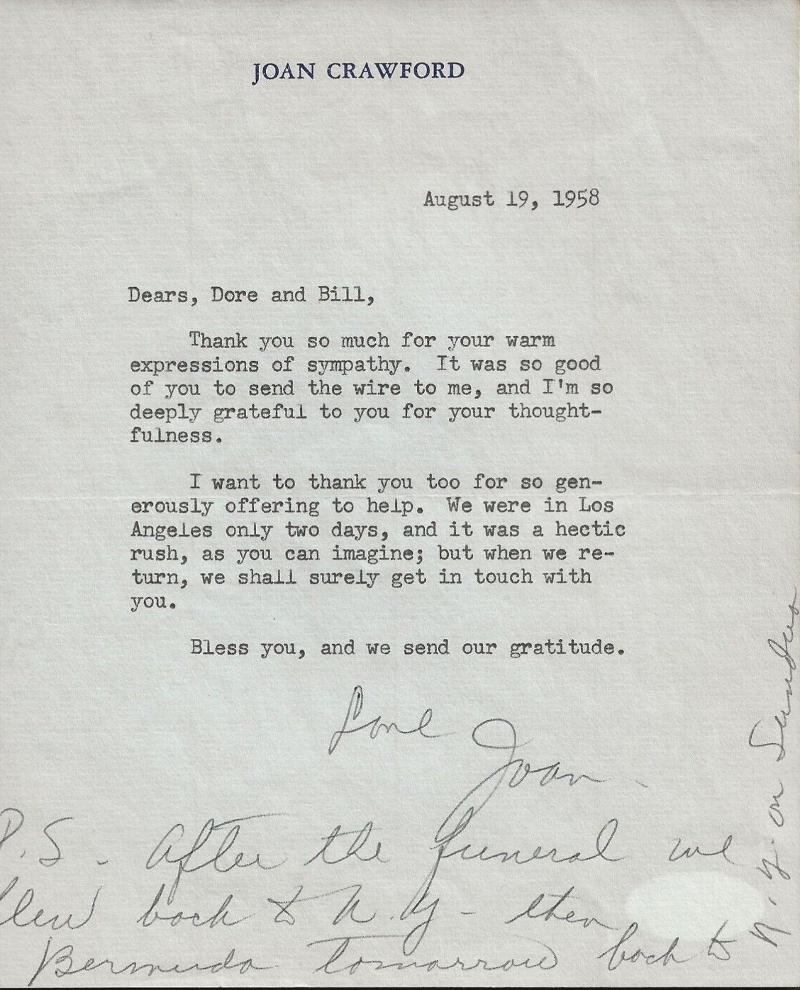 JOAN CRAWFORD
August 19, 1958
Dears, Dore and Bill,
Thank you so much for your warm
expressions of sympathy. It was so good
of you to send the wire to me, and I'm so
deeply grateful to you for your thought-
fulness.
I want to thank you too for so gen-
erously offering to help. We were in Los
Angeles only two days, and it was a hectic
rush, as you can imagine; but when we re-
turn, we shall surely get in touch with
you.
Bless you, and we send our gratitude.
Love
Joan
P.S. - After the funeral we
flew back to N.Y - then
Bermuda tomorrow back to
N.Y. on Sunday